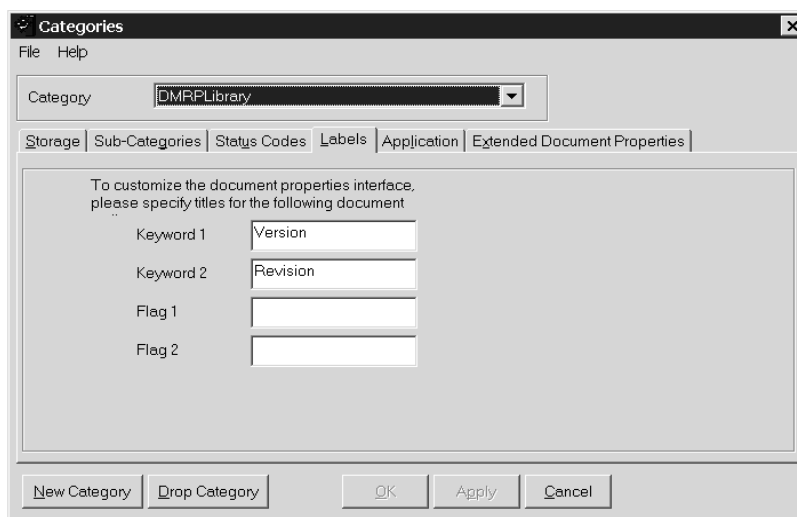 Categories
File Help
Category DMRPLibrary
Storage Sub-Categories Status Codes Labels Application Extended Document Properties
To customize the document properties interface,
please specify titles for the following document
Keyword 1 Version
Keyword 2 Revision
Flag 1
Flag 2
New Category Drop Category OK Apply Cancel